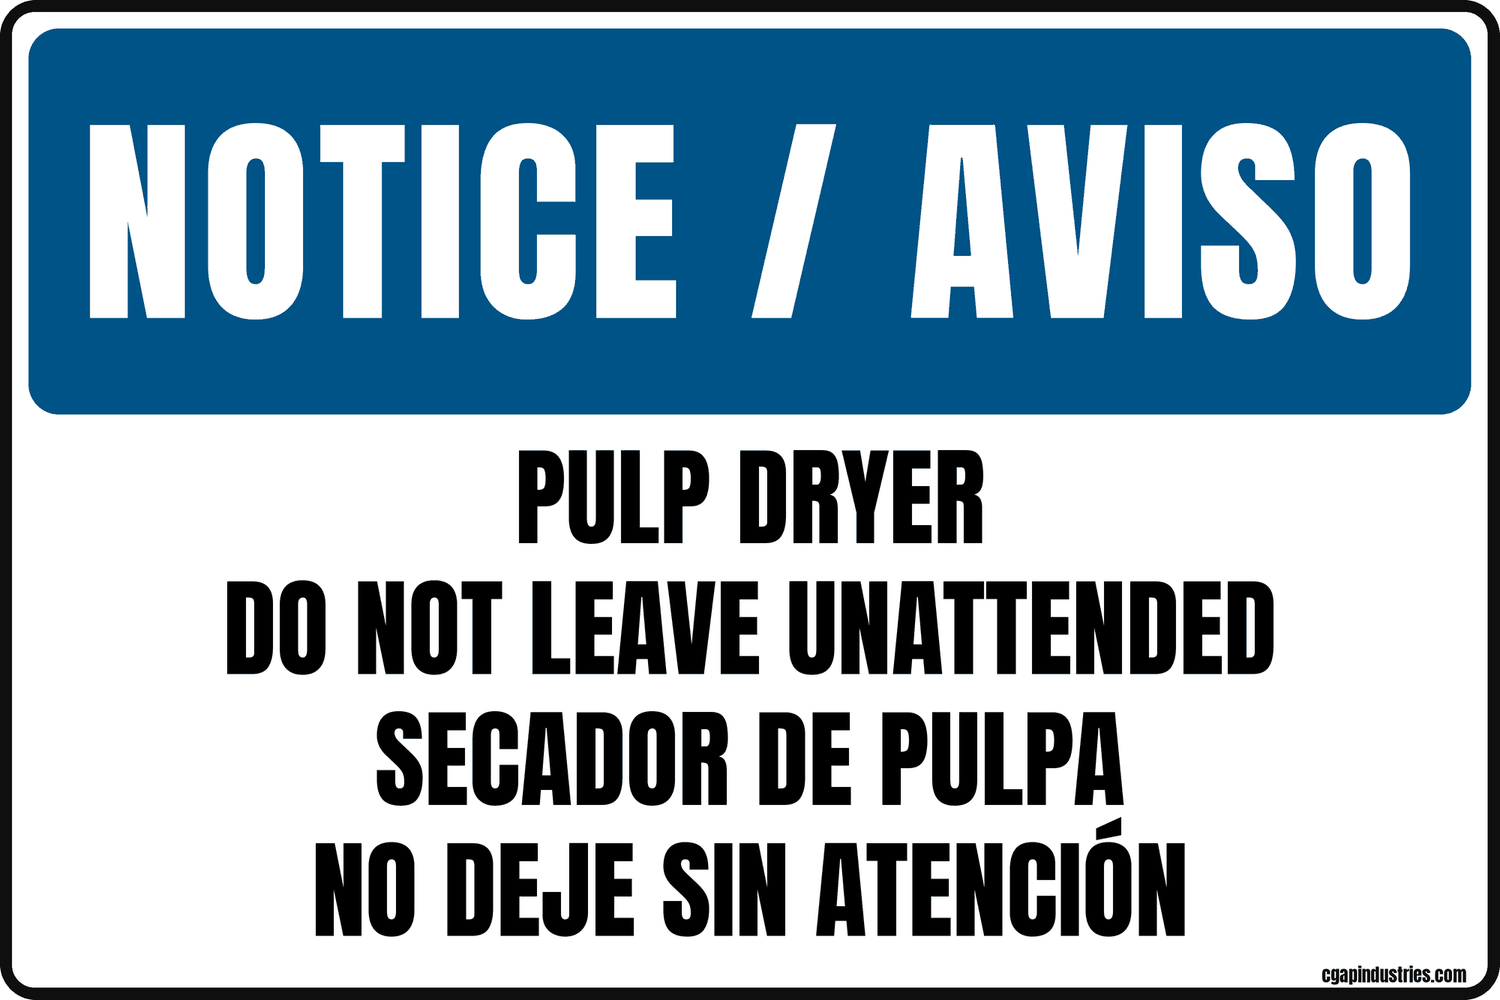 NOTICE / AVISO
PULP DRYER
DO NOT LEAVE UNATTENDED
SECADOR DE PULPA
NO DEJE SIN ATENCIÓN
cgapindustries.com